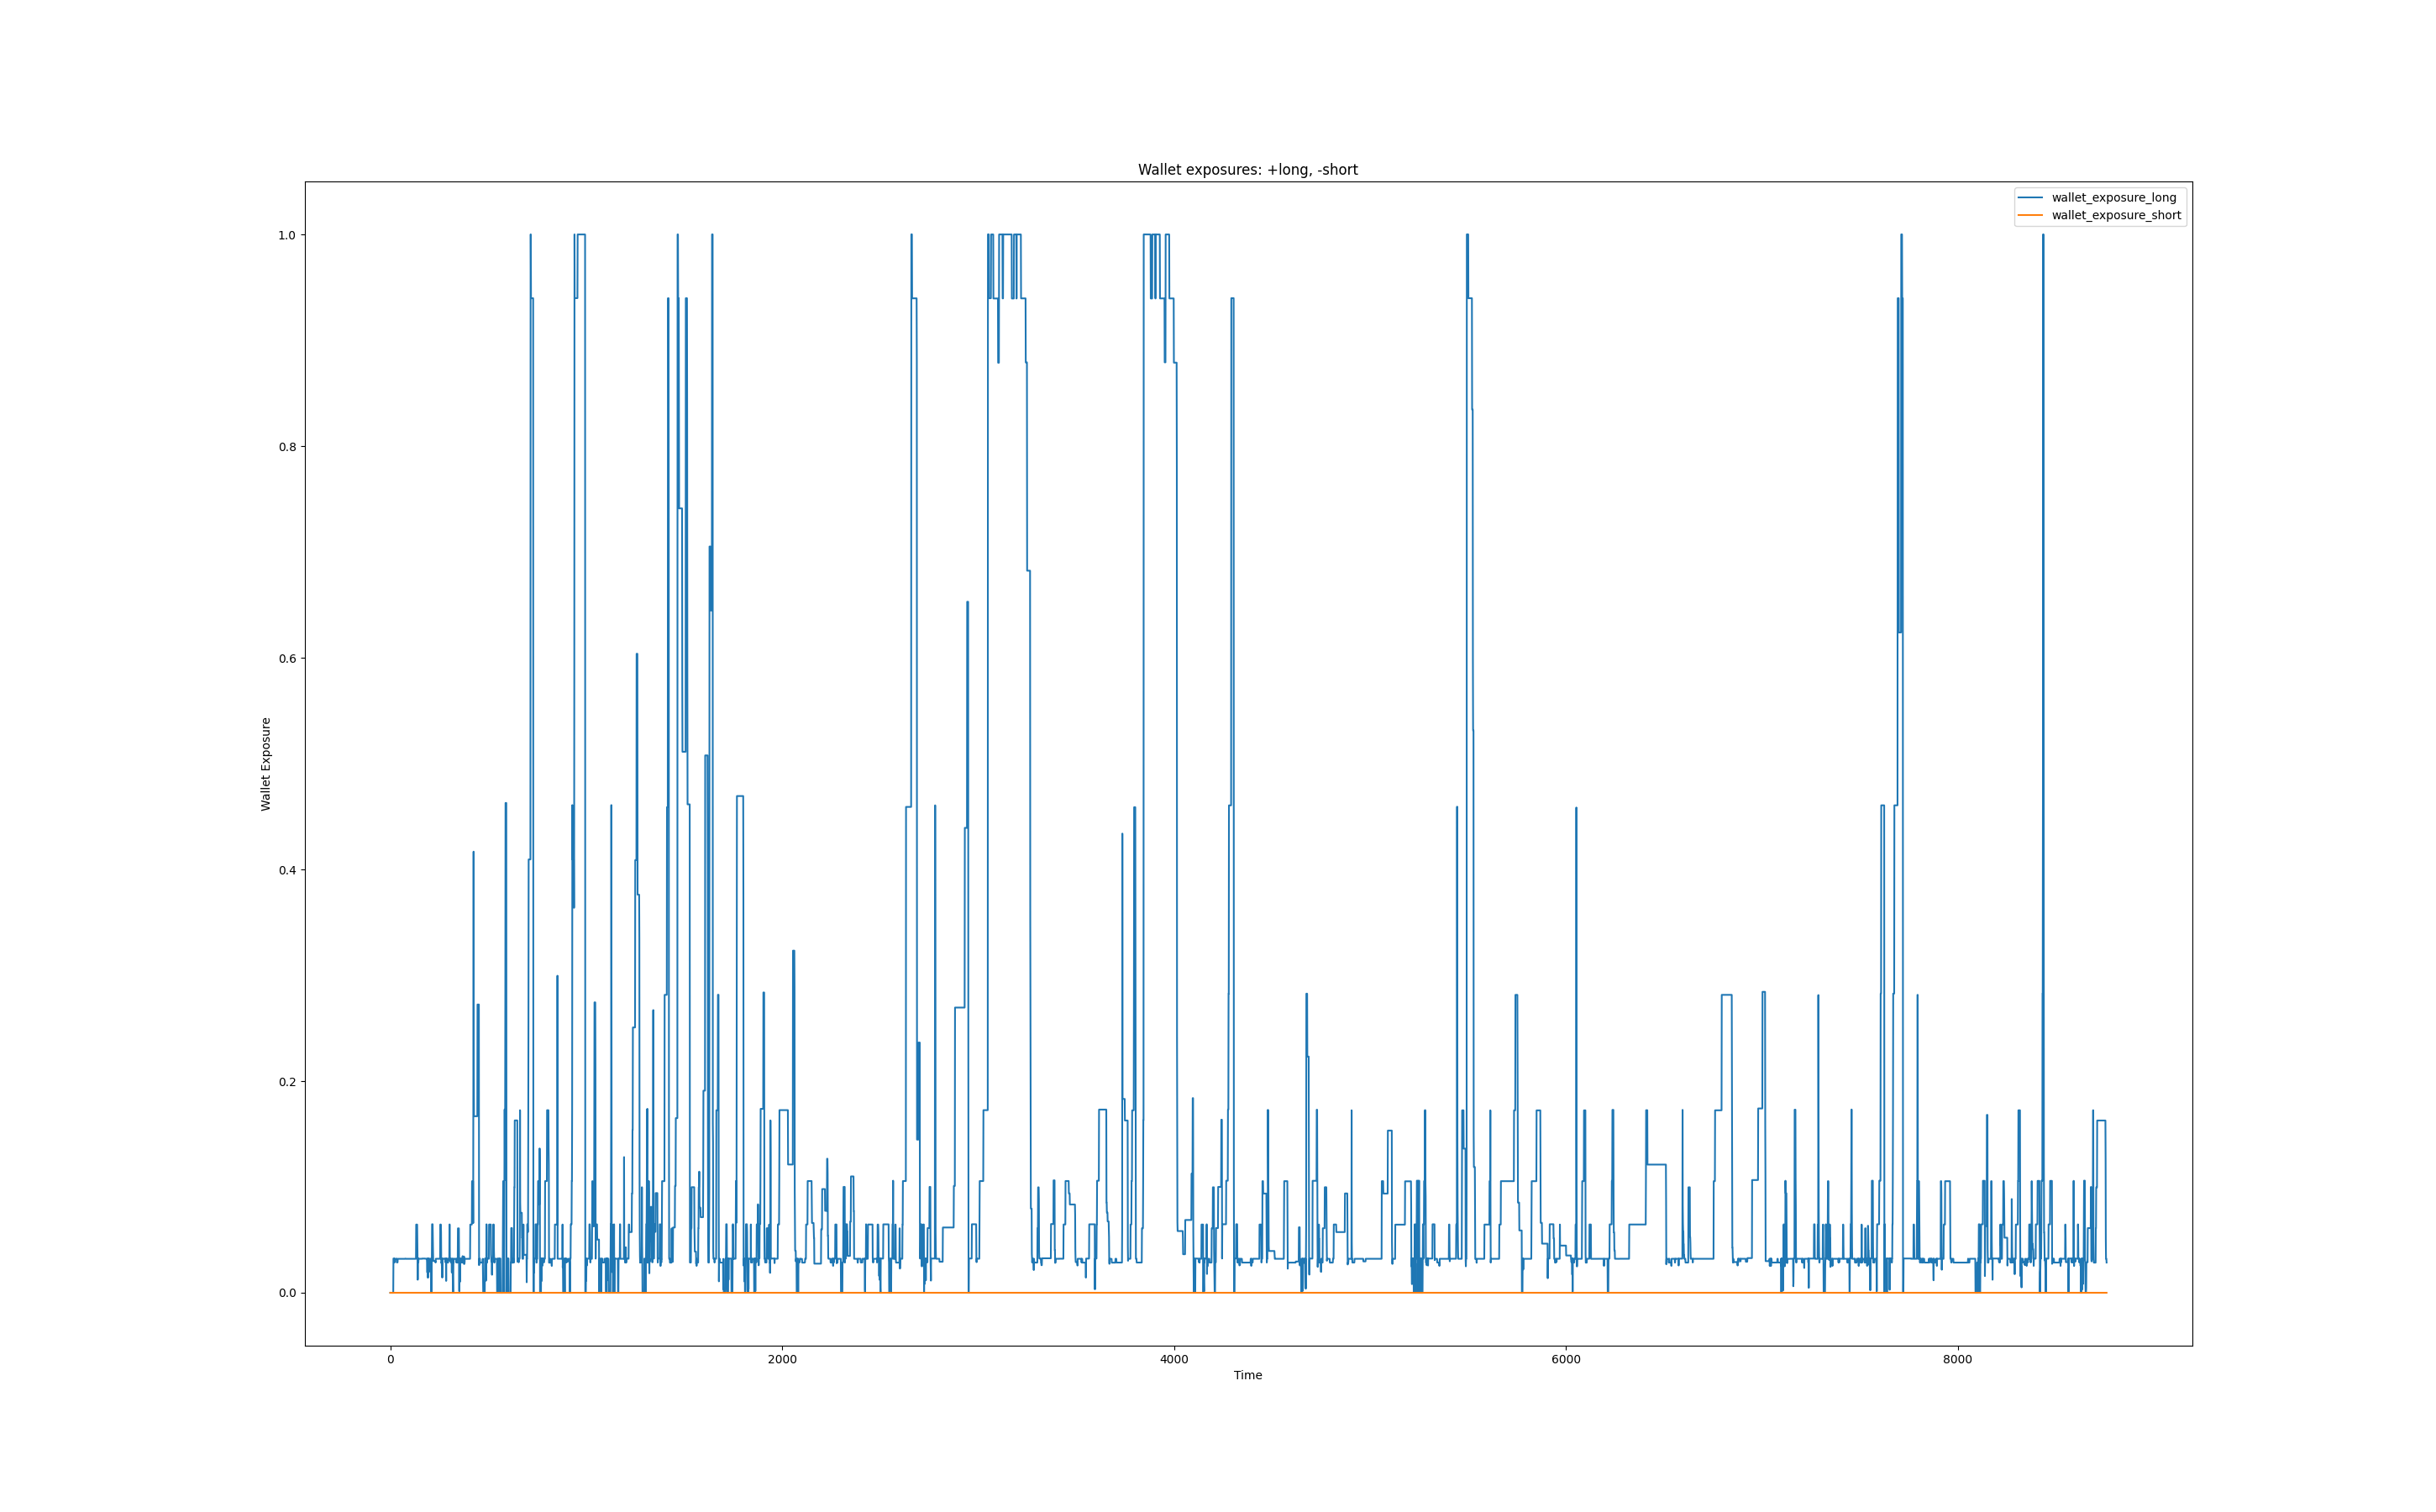 Wallet exposures: +long, -short
wallet_exposure_long
wallet_exposure_short
1.0
0.8
0.6
0.4
0.2
0.0
Wallet Exposure
0 2000 4000 6000 8000
Time